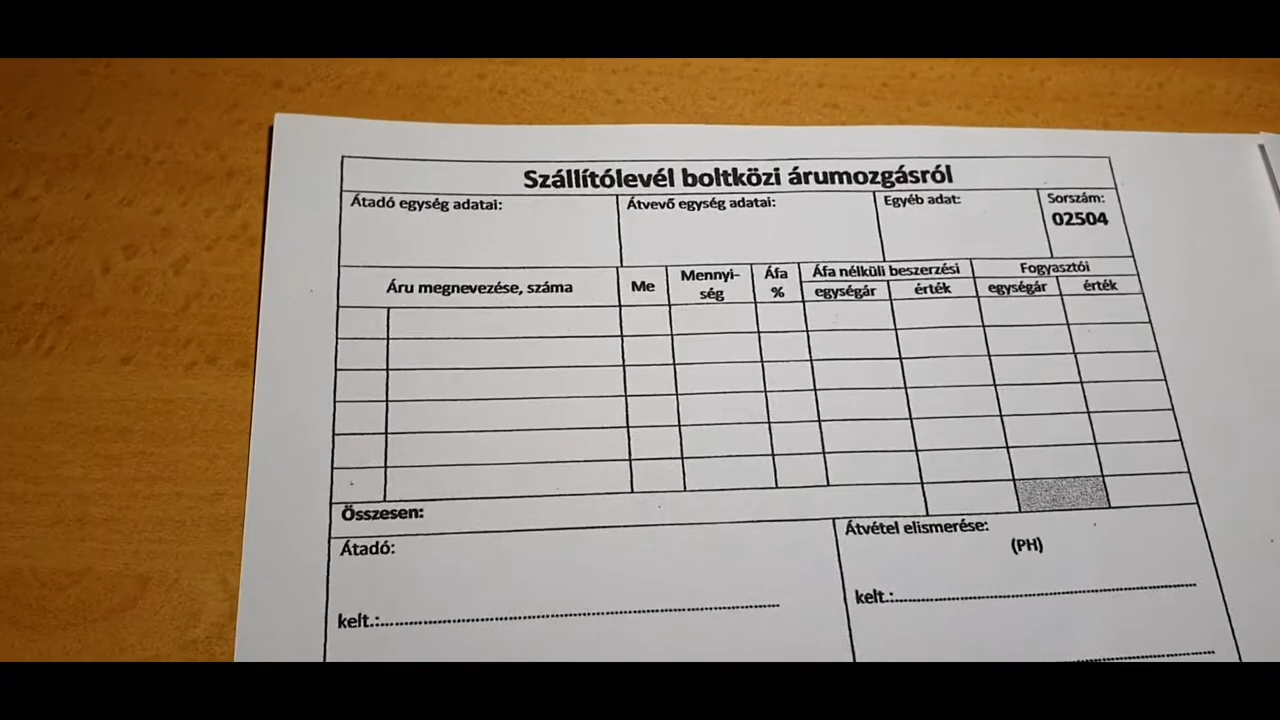 Szállítólevél boltközi árumozgásról
Átadó egység adatai:
Átvevő egység adatai:
Egyéb adat:
Sorszám:
02504
Áru megnevezése, száma
Me
Mennyi-
ség
Áfa
%
Áfa nélküli beszerzési
egységár
érték
Fogyasztói
egységár
érték
Összesen:
Átadó:
kelt.:
Átvétel elismerése:
(PH)
kelt.: